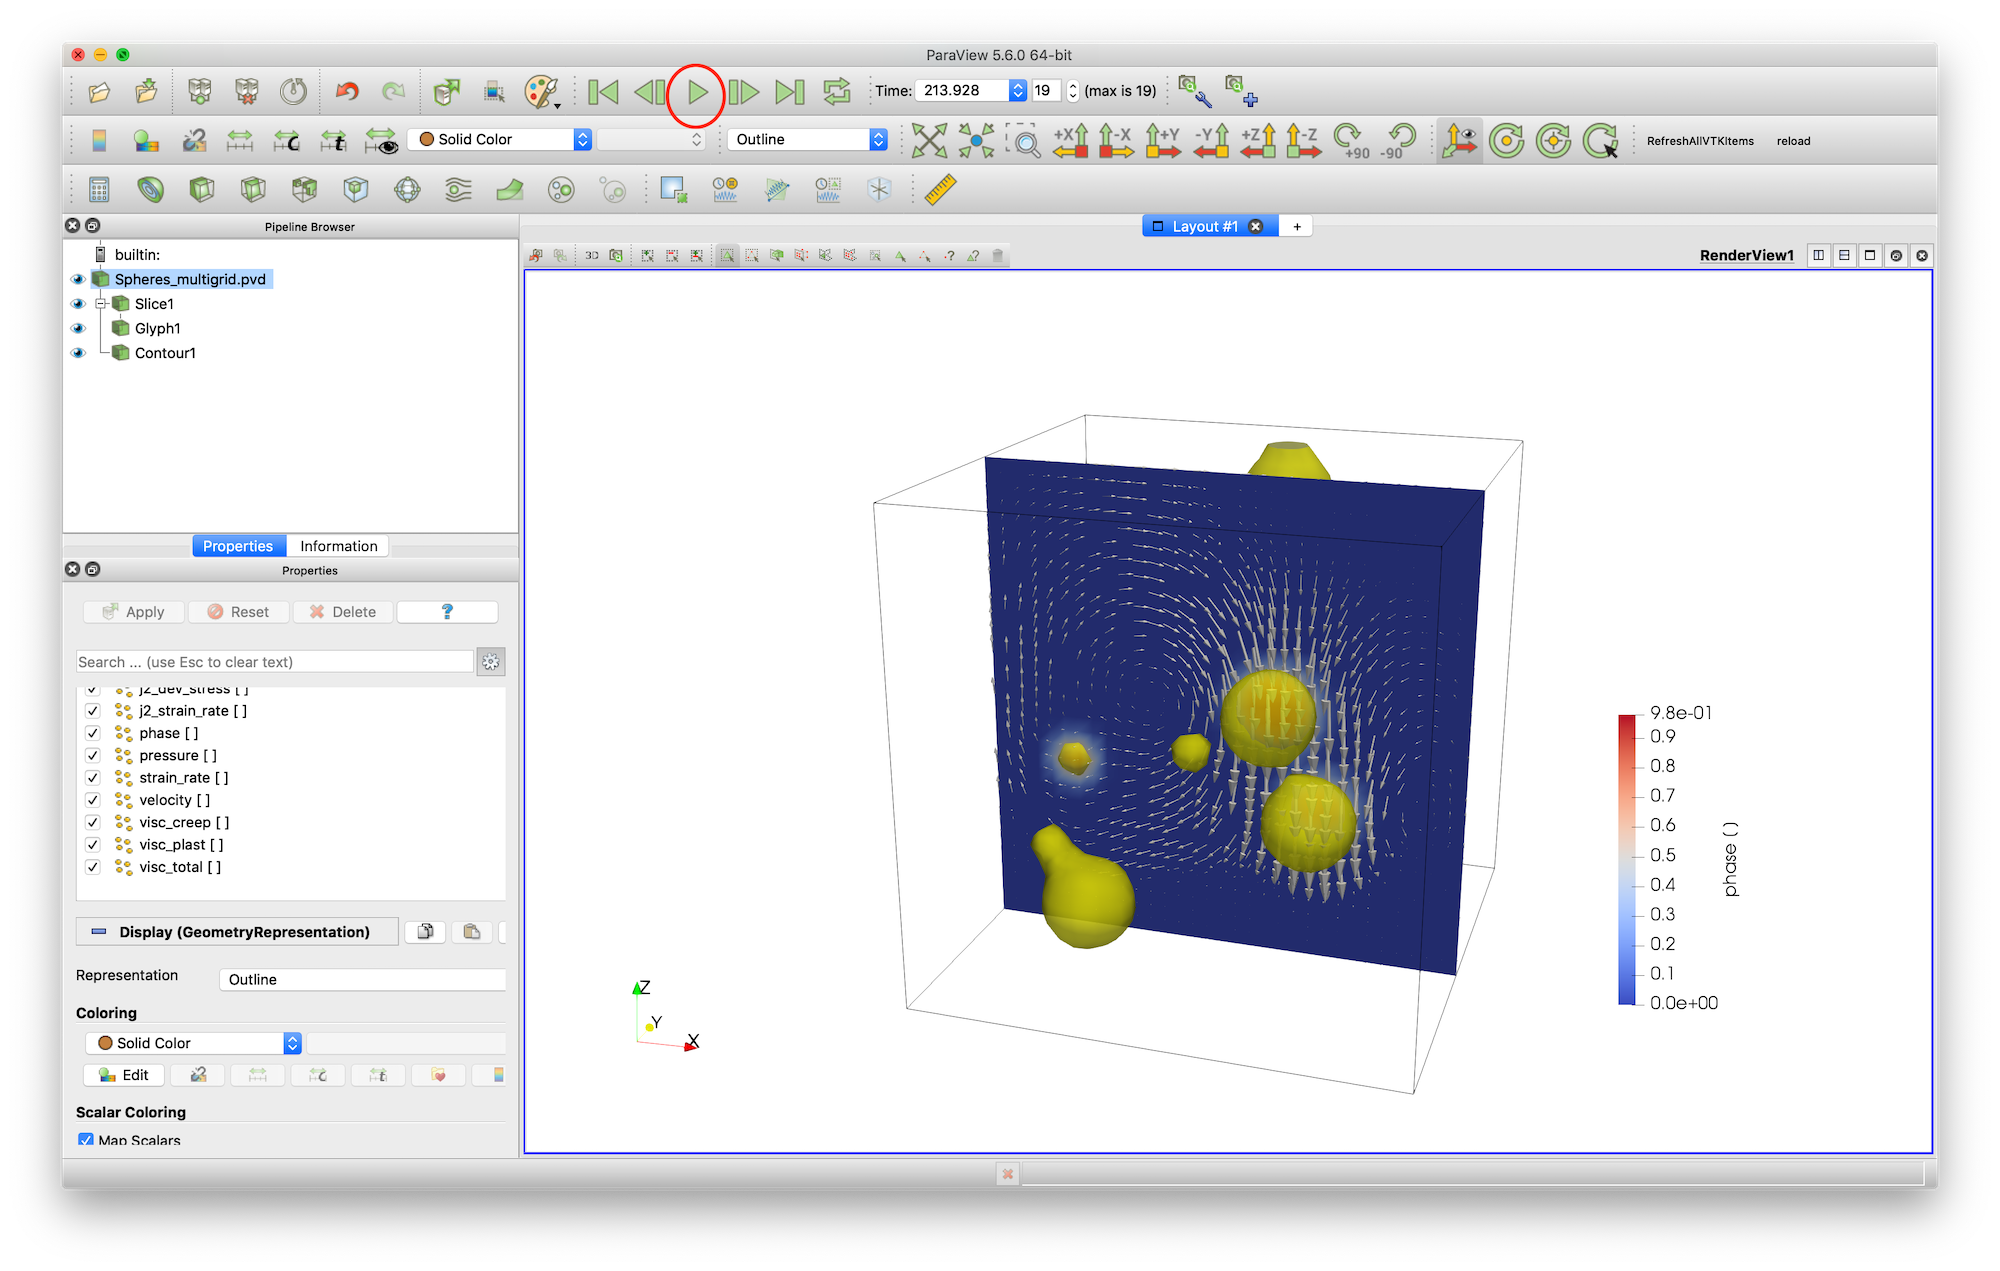 ParaView 5.6.0 64-bit
Time: 213.928 19 (max is 19)
Solid Color Outline +X -X +Y -Y +Z -Z +90 -90 RefreshAllVTKItems reload
Pipeline Browser
Layout #1 +
builtin:
3D
RenderView1
Spheres_multigrid.pvd
Slice1
Glyph1
Contour1
Properties Information
Properties
Apply Reset Delete ?
Search ... (use Esc to clear text)
j2_dev_stress [ ]
j2_strain_rate [ ]
phase [ ]
pressure [ ]
strain_rate [ ]
velocity [ ]
visc_creep [ ]
visc_plast [ ]
visc_total [ ]
Display (GeometryRepresentation)
Representation Outline
Coloring
Solid Color
Edit
Scalar Coloring
Map Scalars
Z
Y
X
9.8e-01
0.9
0.8
0.7
0.6
0.5
0.4
0.3
0.2
0.1
0.0e+00
phase ( )